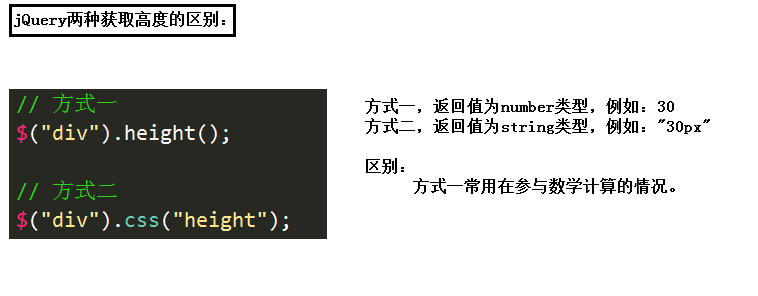 jQuery两种获取高度的区别：
// 方式一
$("div").height();
// 方式二
$("div").css("height");
方式一，返回值为number类型，例如：30
方式二，返回值为string类型，例如："30px"
区别：
方式一常用在参与数学计算的情况。